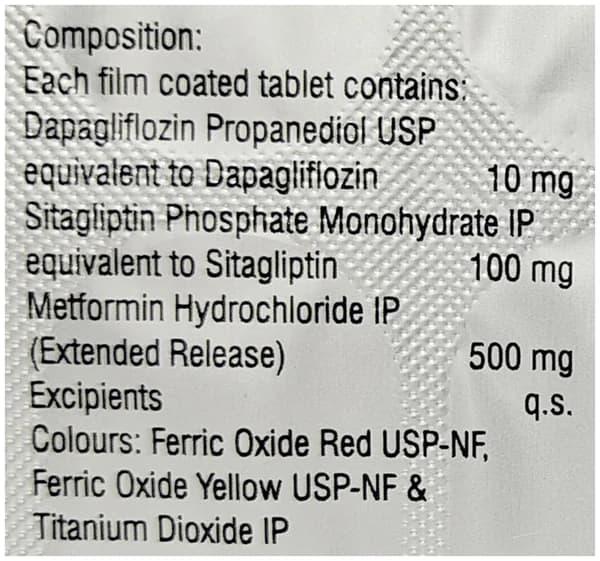 Composition:
Each film coated tablet contains:
Dapagliflozin Propanediol USP
equivalent to Dapagliflozin 10 mg
Sitagliptin Phosphate Monohydrate IP
equivalent to Sitagliptin 100 mg
Metformin Hydrochloride IP
(Extended Release) 500 mg
Excipients q.s.
Colours: Ferric Oxide Red USP-NF,
Ferric Oxide Yellow USP-NF &
Titanium Dioxide IP